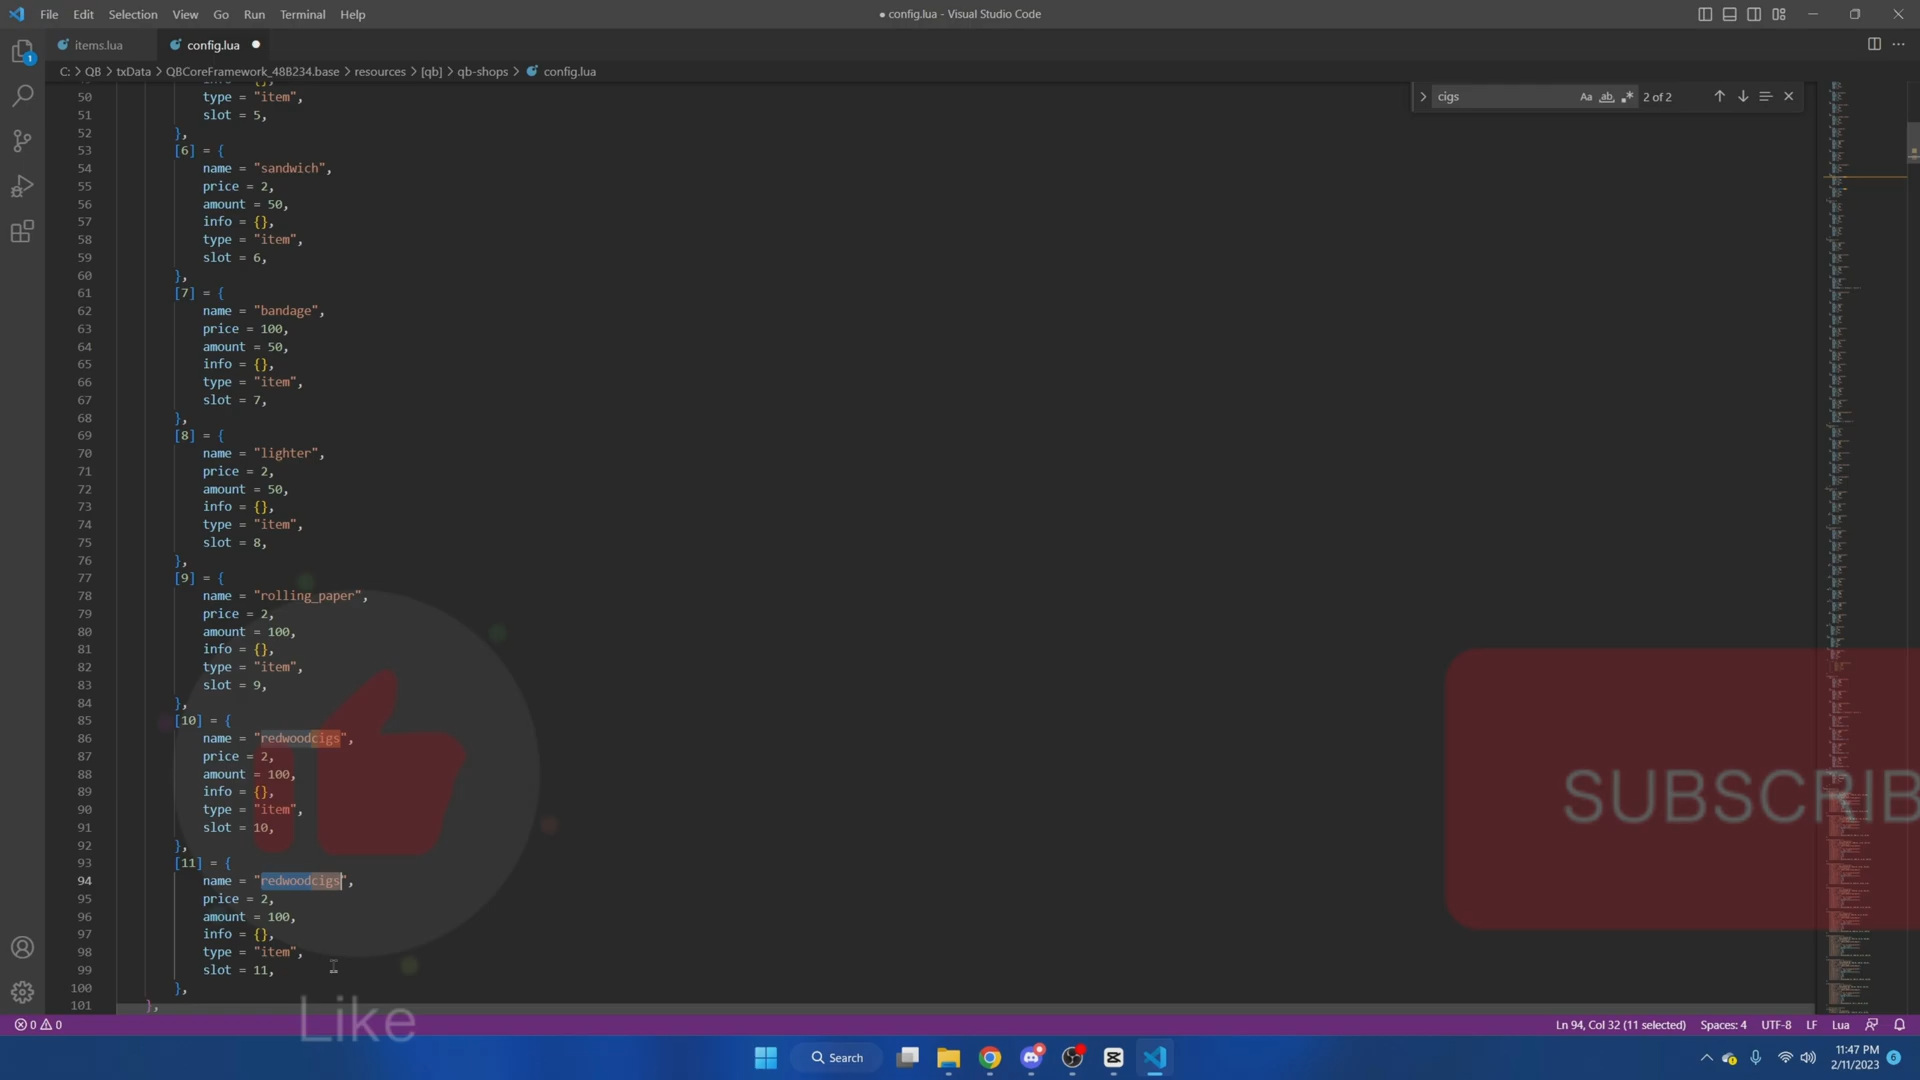 File Edit Selection View Go Run Terminal Help
● config.lua - Visual Studio Code
items.lua config.lua ●
C: > QB > txData > QBCoreFramework_48B234.base > resources > [qb] > qb-shops > config.lua
cigs Aa ab .* 2 of 2
50 type = "item",
51 slot = 5,
52 },
53 [6] = {
54 name = "sandwich",
55 price = 2,
56 amount = 50,
57 info = {},
58 type = "item",
59 slot = 6,
60 },
61 [7] = {
62 name = "bandage",
63 price = 100,
64 amount = 50,
65 info = {},
66 type = "item",
67 slot = 7,
68 },
69 [8] = {
70 name = "lighter",
71 price = 2,
72 amount = 50,
73 info = {},
74 type = "item",
75 slot = 8,
76 },
77 [9] = {
78 name = "rolling_paper",
79 price = 2,
80 amount = 100,
81 info = {},
82 type = "item",
83 slot = 9,
84 },
85 [10] = {
86 name = "redwoodcigs",
87 price = 2,
88 amount = 100,
89 info = {},
90 type = "item",
91 slot = 10,
92 },
93 [11] = {
94 name = "redwoodcigs",
95 price = 2,
96 amount = 100,
97 info = {},
98 type = "item",
99 slot = 11,
100 },
101 },
SUBSCRIB
Like
0 0
Ln 94, Col 32 (11 selected) Spaces: 4 UTF-8 LF Lua
Search
11:47 PM
2/11/2023
6
1